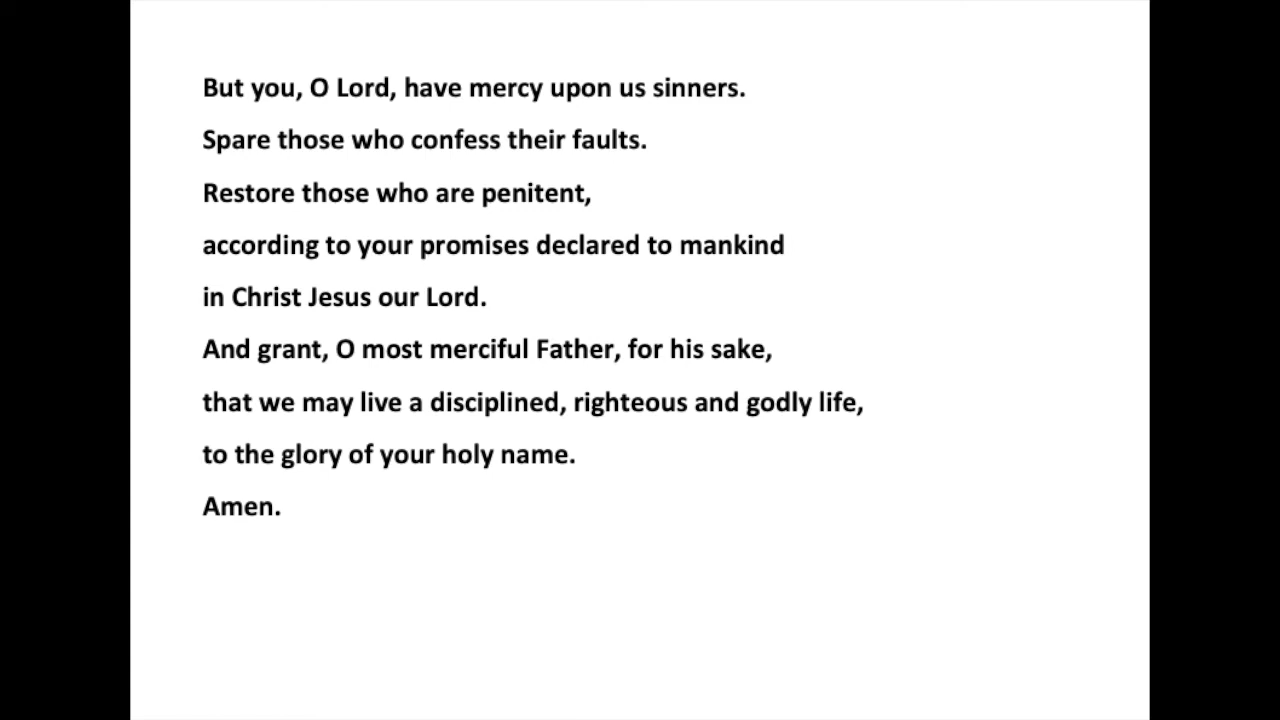 But you, O Lord, have mercy upon us sinners.
Spare those who confess their faults.
Restore those who are penitent,
according to your promises declared to mankind
in Christ Jesus our Lord.
And grant, O most merciful Father, for his sake,
that we may live a disciplined, righteous and godly life,
to the glory of your holy name.
Amen.